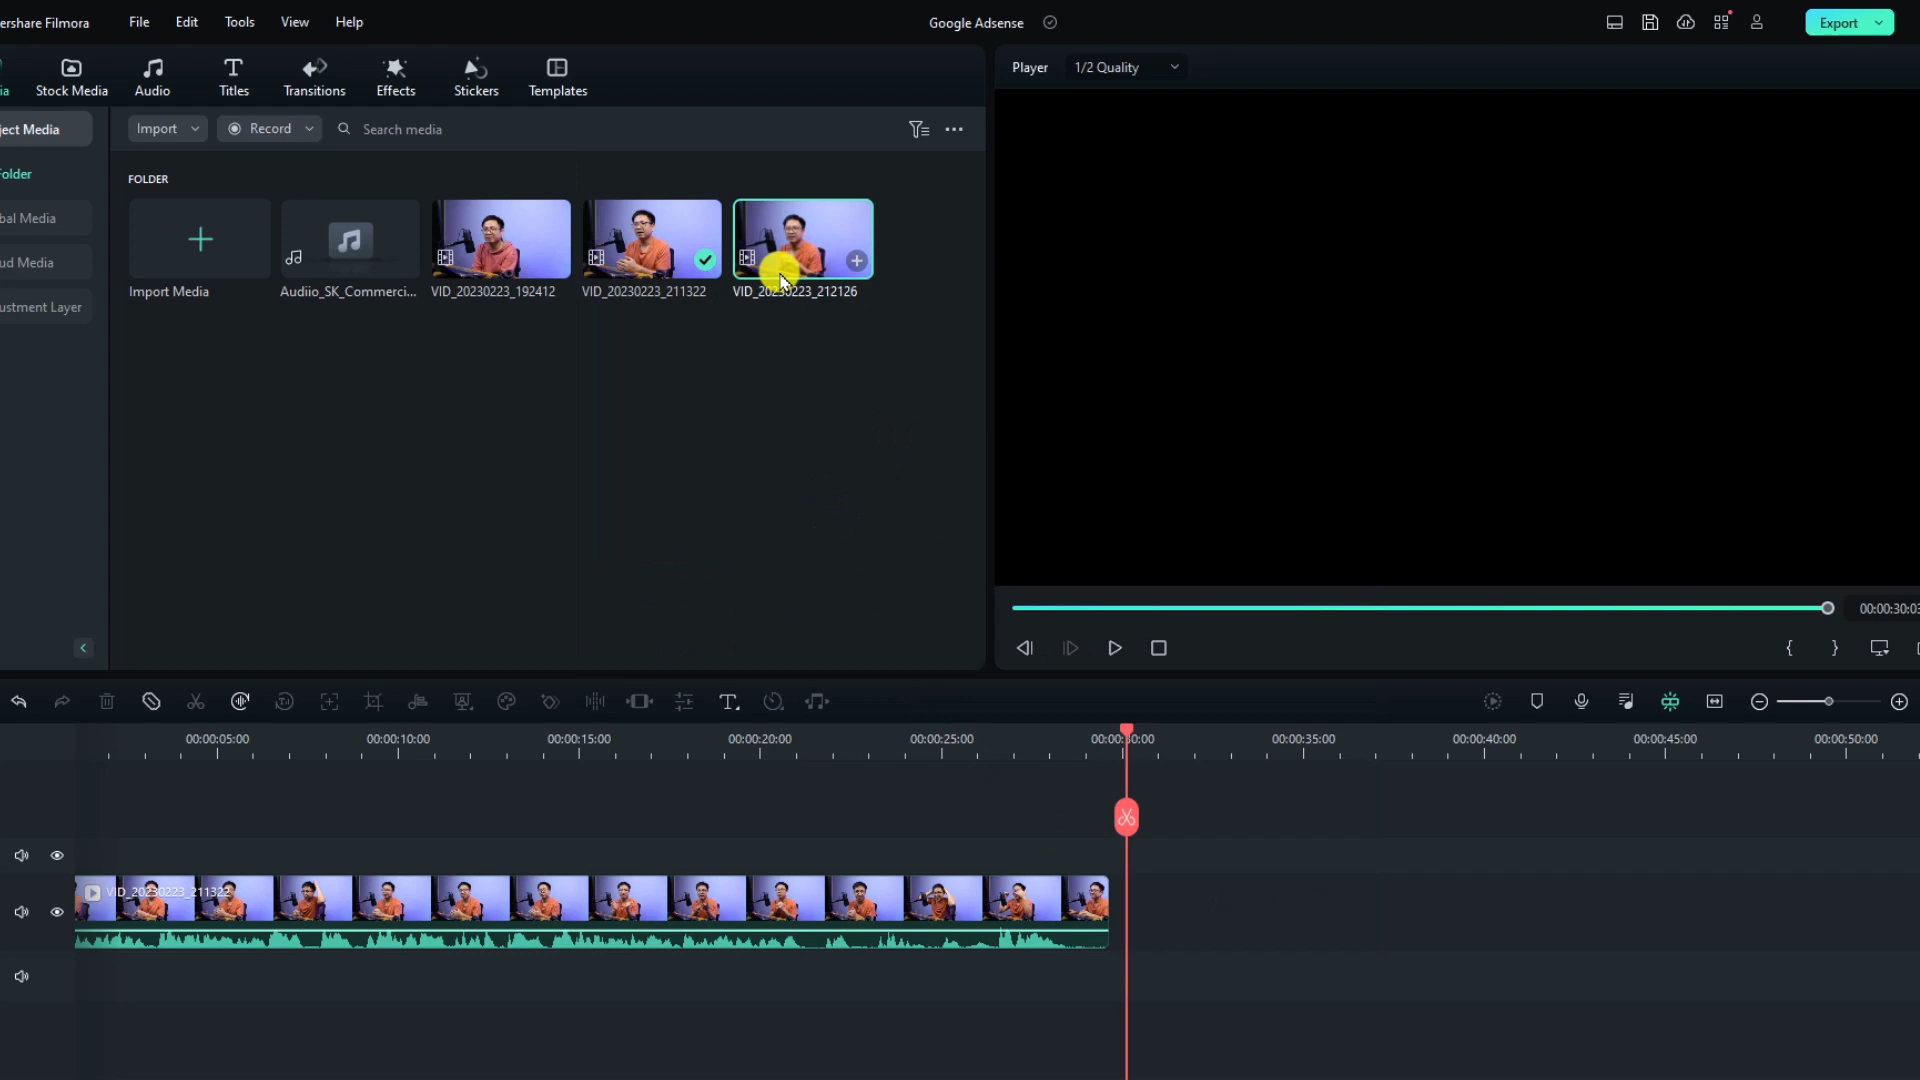 ershare Filmora File Edit Tools View Help Google Adsense Export
ia Stock Media Audio Titles Transitions Effects Stickers Templates
Player 1/2 Quality
ject Media
Import Record Search media
Folder
FOLDER
bal Media
ud Media
Import Media Audiio_SK_Commerci... VID_20230223_192412 VID_20230223_211322 VID_20230223_212126
ustment Layer
00:00:30:03
00:00:05:00 00:00:10:00 00:00:15:00 00:00:20:00 00:00:25:00 00:00:30:00 00:00:35:00 00:00:40:00 00:00:45:00 00:00:50:00
VID_20230223_211322